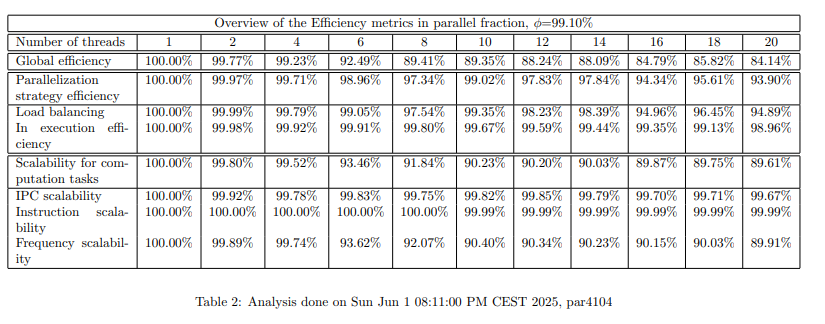 Overview of the Efficiency metrics in parallel fraction, ϕ=99.10%
Number of threads 1 2 4 6 8 10 12 14 16 18 20
Global efficiency 100.00% 99.77% 99.23% 92.49% 89.41% 89.35% 88.24% 88.09% 84.79% 85.82% 84.14%
Parallelization 100.00% 99.97% 99.71% 98.96% 97.34% 99.02% 97.83% 97.84% 94.34% 95.61% 93.90%
strategy efficiency
Load balancing 100.00% 99.99% 99.79% 99.05% 97.54% 99.35% 98.23% 98.39% 94.96% 96.45% 94.89%
In execution effi- 100.00% 99.98% 99.92% 99.91% 99.80% 99.67% 99.59% 99.44% 99.35% 99.13% 98.96%
ciency
Scalability for com- 100.00% 99.80% 99.52% 93.46% 91.84% 90.23% 90.20% 90.03% 89.87% 89.75% 89.61%
putation tasks
IPC scalability 100.00% 99.92% 99.78% 99.83% 99.75% 99.82% 99.85% 99.79% 99.70% 99.71% 99.67%
Instruction scala- 100.00% 100.00% 100.00% 100.00% 100.00% 99.99% 99.99% 99.99% 99.99% 99.99% 99.99%
bility
Frequency scalabil- 100.00% 99.89% 99.74% 93.62% 92.07% 90.40% 90.34% 90.23% 90.15% 90.03% 89.91%
ity
Table 2: Analysis done on Sun Jun 1 08:11:00 PM CEST 2025, par4104